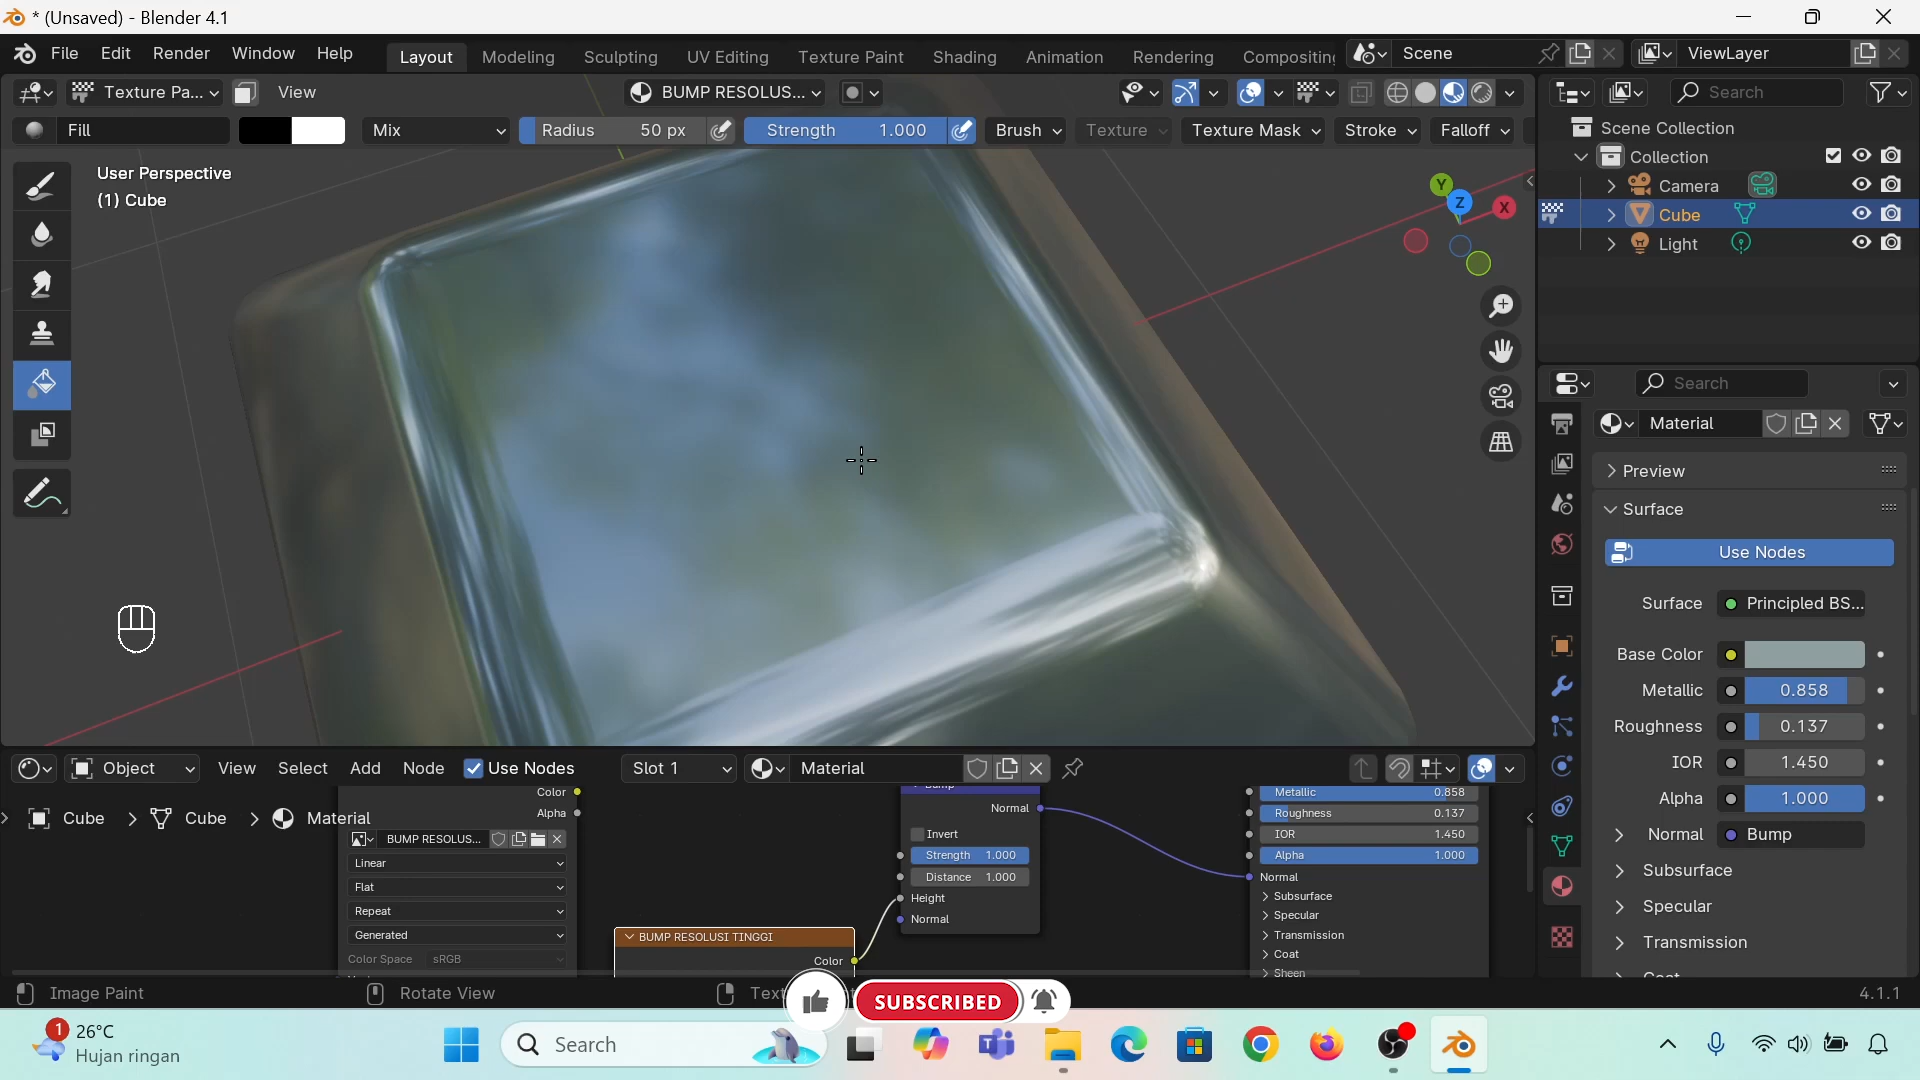 * (Unsaved) - Blender 4.1
File Edit Render Window Help
Layout Modeling Sculpting UV Editing Texture Paint Shading Animation Rendering Compositing
Scene
ViewLayer
Texture Pa... View
BUMP RESOLUS...
Search
Fill
Mix
Radius 50 px
Strength 1.000
Brush
Texture
Texture Mask
Stroke
Falloff
User Perspective
(1) Cube
Y
Z
X
Scene Collection
Collection
Camera
Cube
Light
Search
Material
Preview
Surface
Use Nodes
Surface Principled BS...
Base Color
Metallic 0.858
Roughness 0.137
IOR 1.450
Alpha 1.000
Normal Bump
Subsurface
Specular
Transmission
Coat
Object View Select Add Node Use Nodes Slot 1 Material
Cube Cube Material
Color
Alpha
BUMP RESOLUS...
Linear
Flat
Repeat
Generated
Color Space sRGB
BUMP RESOLUSI TINGGI
Color
Bump
Normal
Invert
Strength 1.000
Distance 1.000
Height
Normal
Metallic 0.858
Roughness 0.137
IOR 1.450
Alpha 1.000
Normal
Subsurface
Specular
Transmission
Coat
Sheen
Image Paint
Rotate View
4.1.1
SUBSCRIBED
1
26°C
Hujan ringan
Search